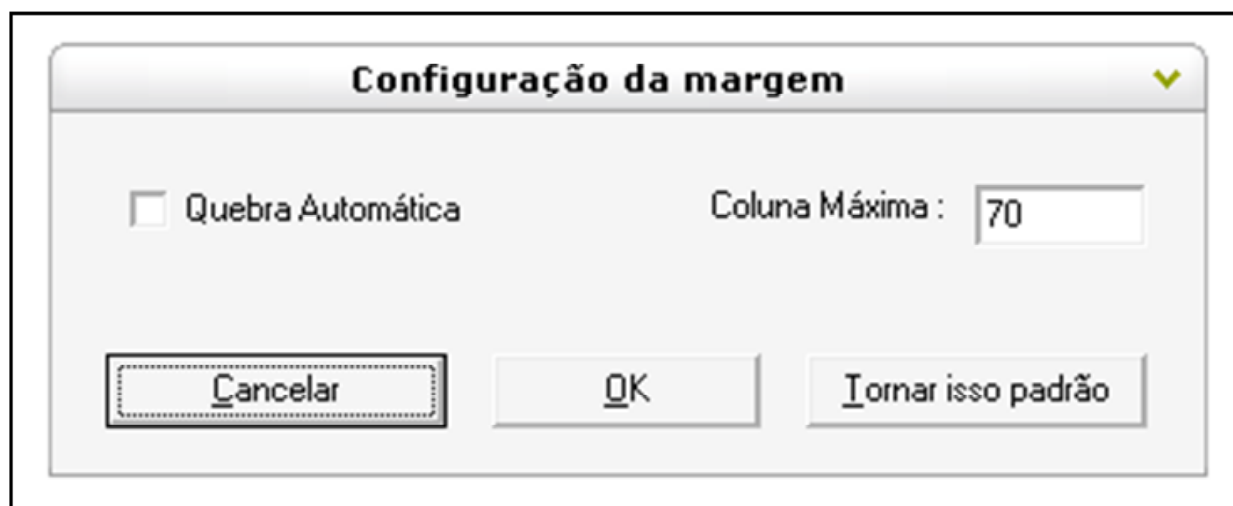 Configuração da margem
Quebra Automática Coluna Máxima : 70
Cancelar OK Tornar isso padrão